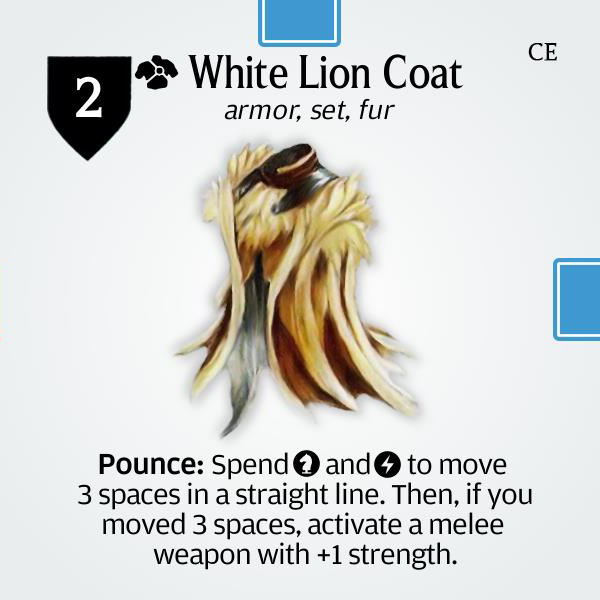 CE
2
White Lion Coat
armor, set, fur
Pounce: Spend and to move
3 spaces in a straight line. Then, if you
moved 3 spaces, activate a melee
weapon with +1 strength.